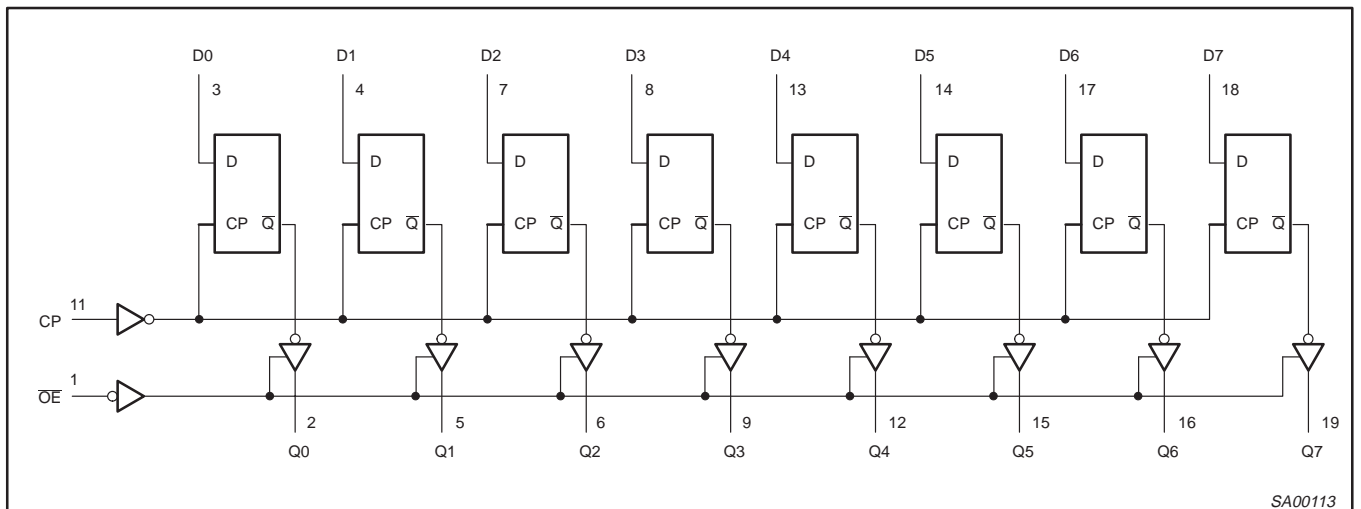 D0 D1 D2 D3 D4 D5 D6 D7
3 4 7 8 13 14 17 18
D D D D D D D D
CP Q̅ CP Q̅ CP Q̅ CP Q̅ CP Q̅ CP Q̅ CP Q̅ CP Q̅
11
CP
1
O̅E̅
2 5 6 9 12 15 16 19
Q0 Q1 Q2 Q3 Q4 Q5 Q6 Q7
SA00113